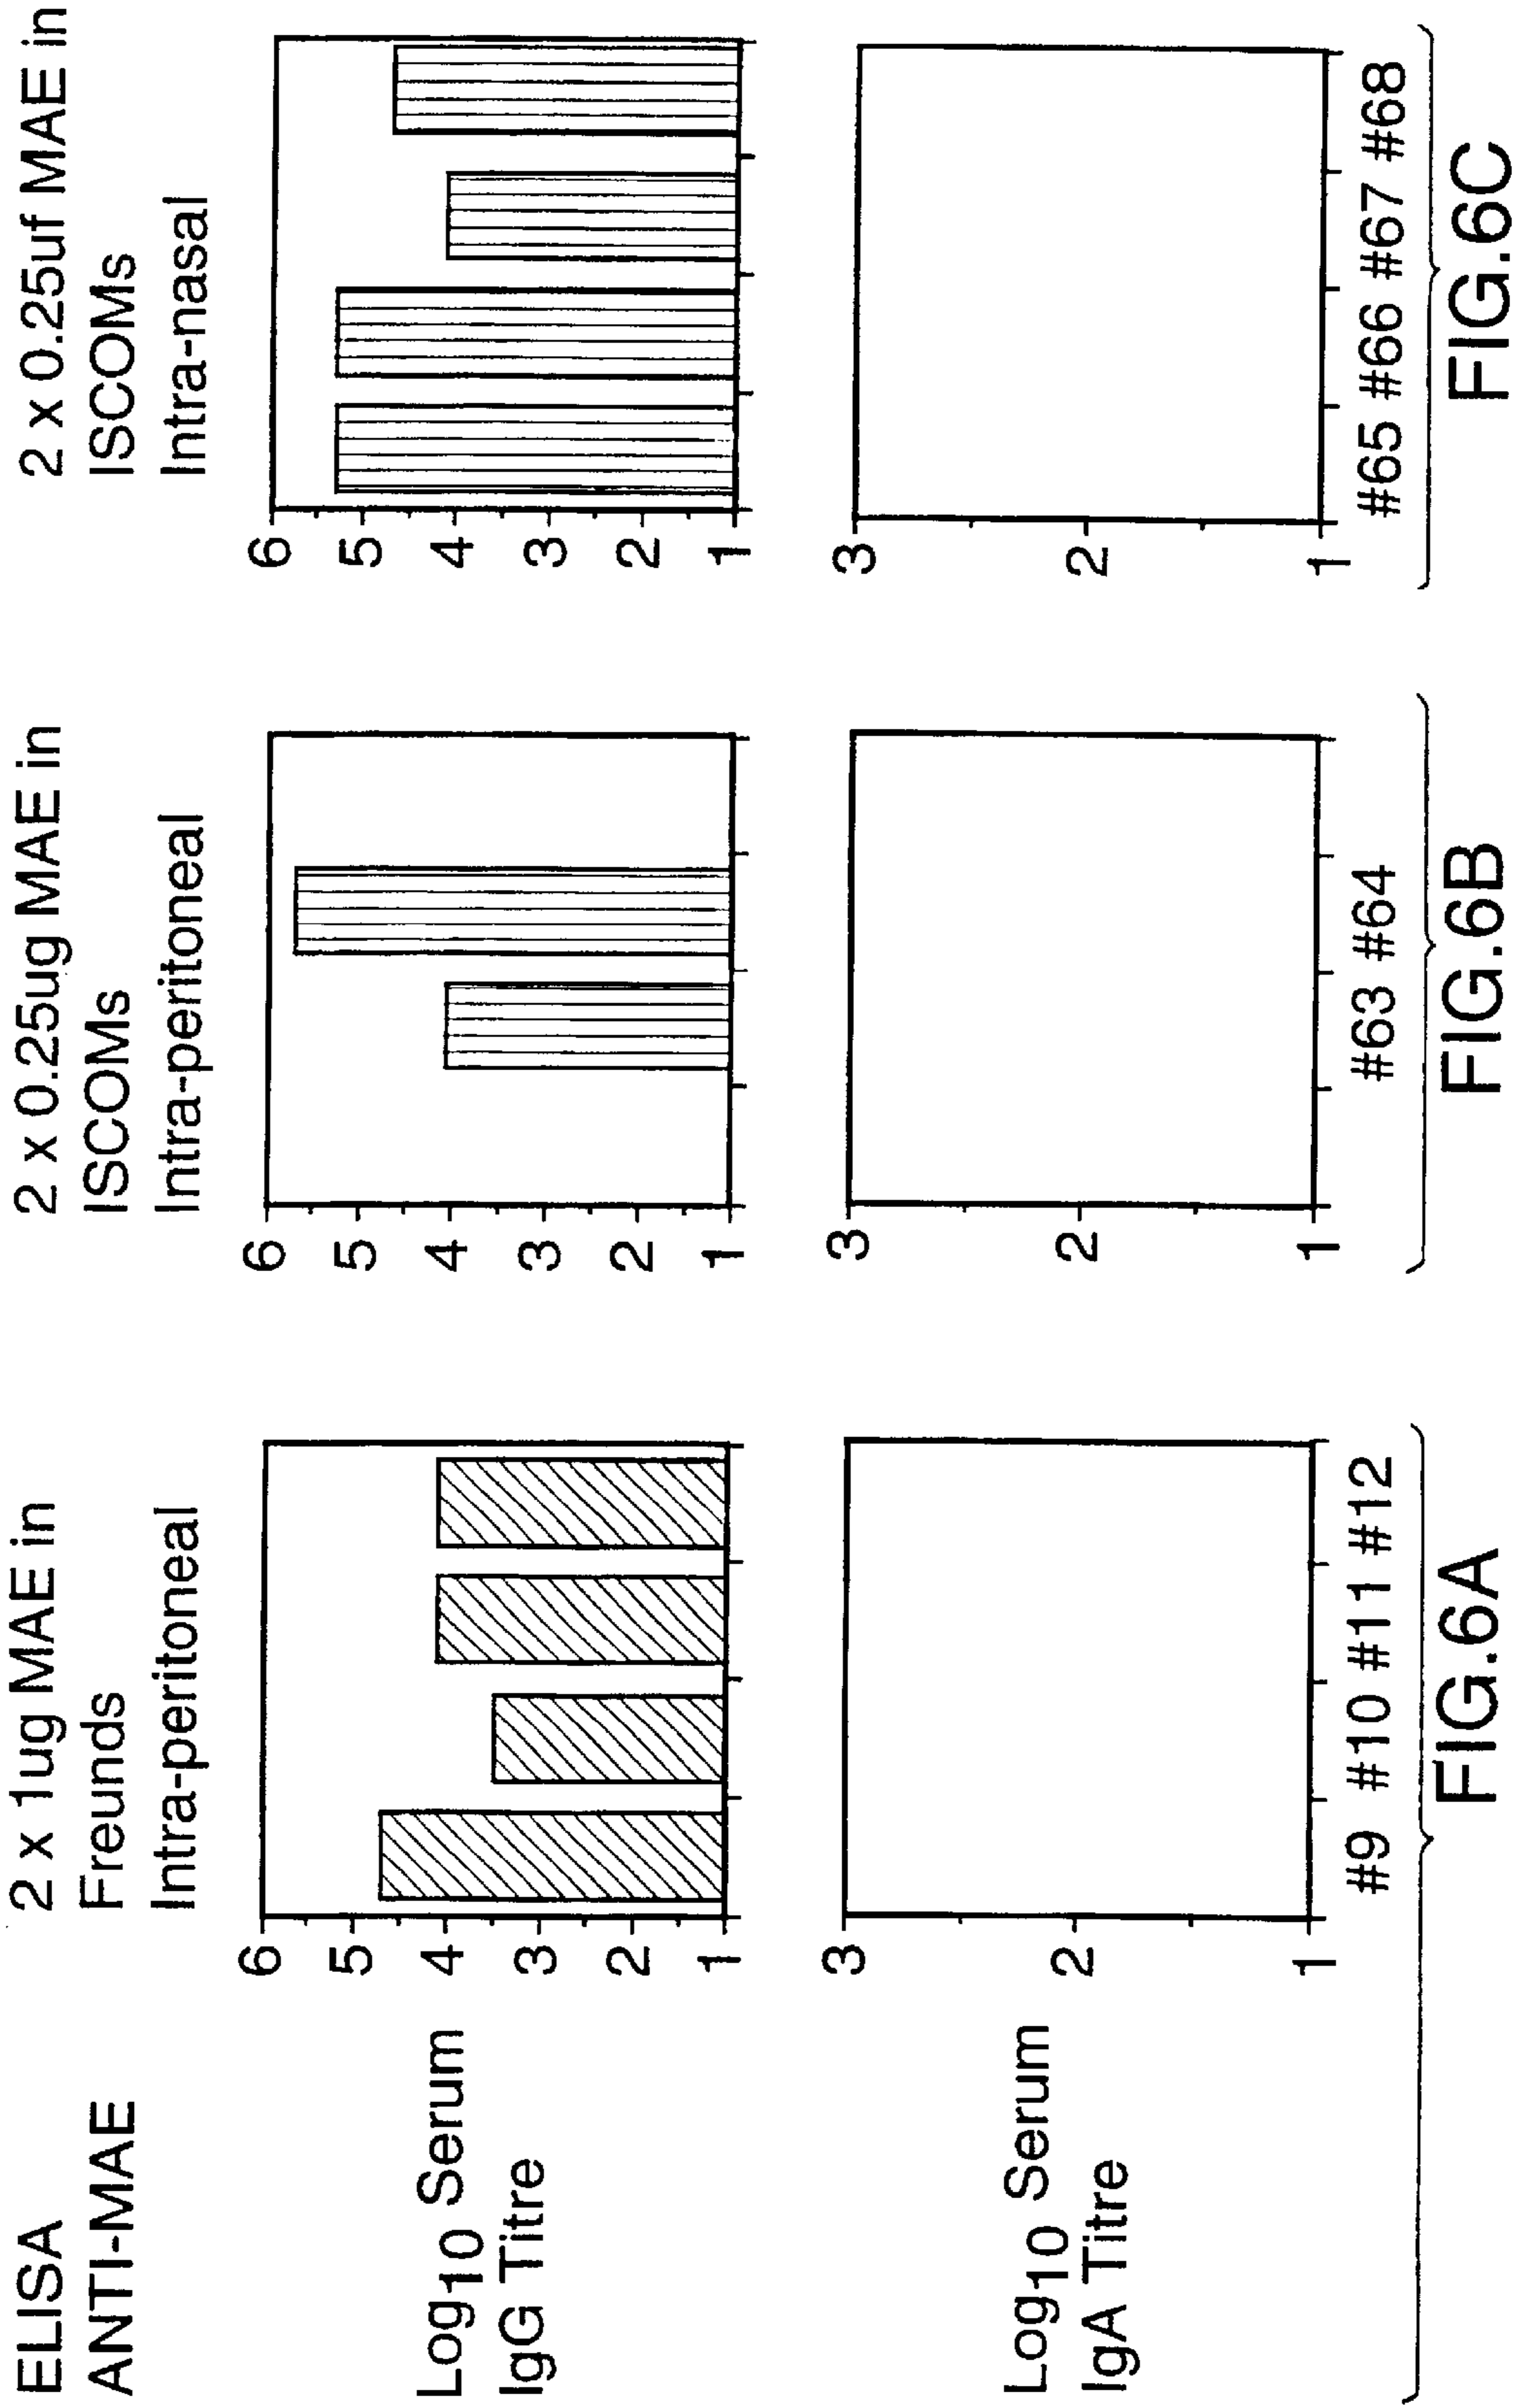 ELISA
ANTI-MAE
2 x 1ug MAE in
Freunds
Intra-peritoneal
2 x 0.25ug MAE in
ISCOMs
Intra-peritoneal
2 x 0.25uf MAE in
ISCOMs
Intra-nasal
Log10 Serum
IgG Titre
6
5
4
3
2
1
6
5
4
3
2
1
6
5
4
3
2
1
Log10 Serum
IgA Titre
3
2
1
3
2
1
3
2
1
#9 #10 #11 #12
#63 #64
#65 #66 #67 #68
FIG.6A
FIG.6B
FIG.6C